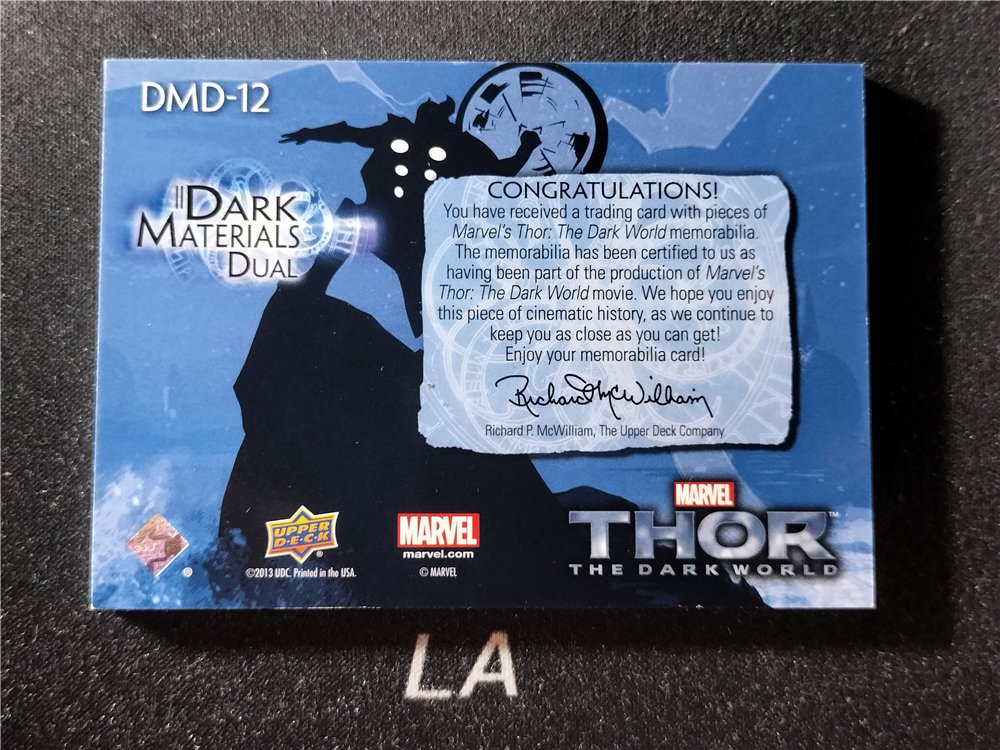 DMD-12
DARK
MATERIALS
DUAL
CONGRATULATIONS!
You have received a trading card with pieces of
Marvel's Thor: The Dark World memorabilia.
The memorabilia has been certified to us as
having been part of the production of Marvel's
Thor: The Dark World movie. We hope you enjoy
this piece of cinematic history, as we continue to
keep you as close as you can get!
Enjoy your memorabilia card!
Richard McWilliam
Richard P. McWilliam, The Upper Deck Company
UPPER
D·E·C·K
®
©2013 UDC. Printed in the USA.
®
MARVEL
marvel.com
© MARVEL
MARVEL
THOR™
THE DARK WORLD
LA